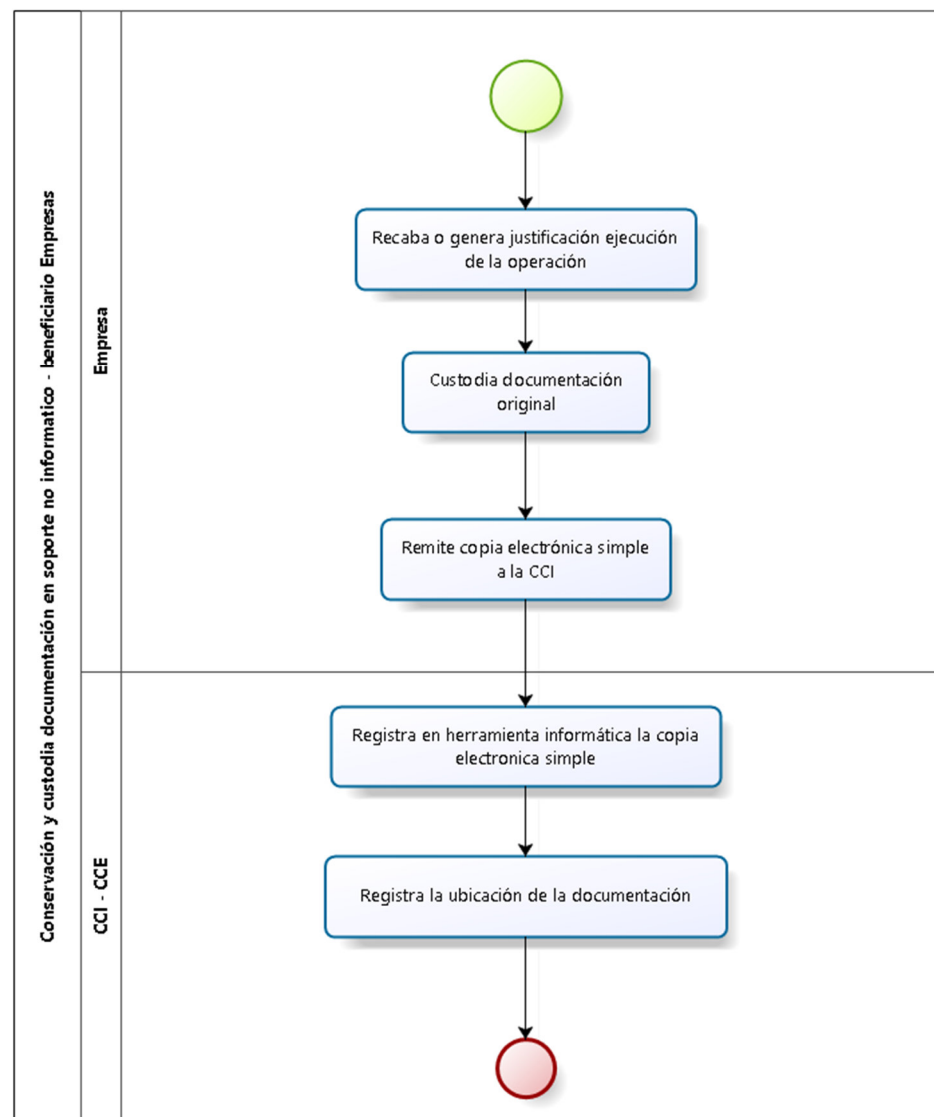 Conservación y custodia documentación en soporte no informatico - beneficiario Empresas
Empresa
Recaba o genera justificación ejecución
de la operación
Custodia documentación
original
Remite copia electrónica simple
a la CCI
CCI - CCE
Registra en herramienta informática la copia
electronica simple
Registra la ubicación de la documentación